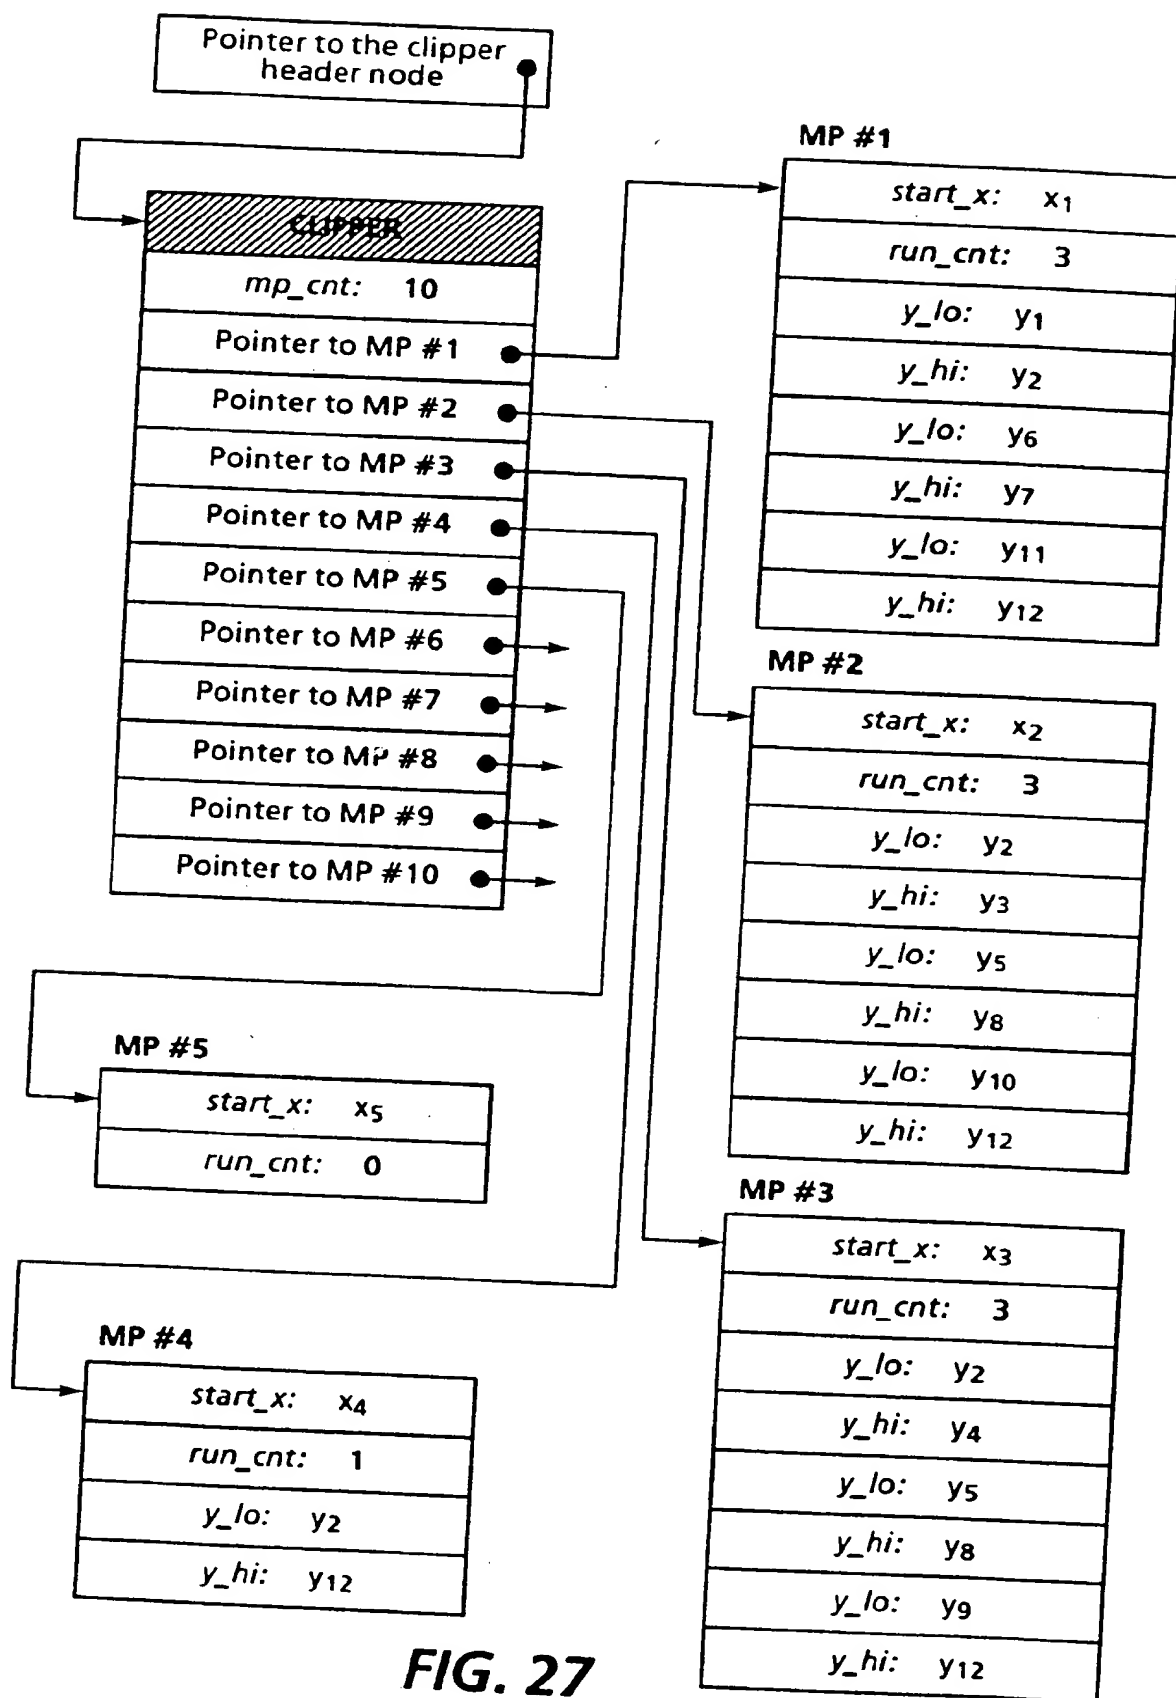 Pointer to the clipper
header node
CLIPPER
mp_cnt: 10
Pointer to MP #1
Pointer to MP #2
Pointer to MP #3
Pointer to MP #4
Pointer to MP #5
Pointer to MP #6
Pointer to MP #7
Pointer to MP #8
Pointer to MP #9
Pointer to MP #10
MP #1
start_x: x1
run_cnt: 3
y_lo: y1
y_hi: y2
y_lo: y6
y_hi: y7
y_lo: y11
y_hi: y12
MP #2
start_x: x2
run_cnt: 3
y_lo: y2
y_hi: y3
y_lo: y5
y_hi: y8
y_lo: y10
y_hi: y12
MP #3
start_x: x3
run_cnt: 3
y_lo: y2
y_hi: y4
y_lo: y5
y_hi: y8
y_lo: y9
y_hi: y12
MP #5
start_x: x5
run_cnt: 0
MP #4
start_x: x4
run_cnt: 1
y_lo: y2
y_hi: y12
FIG. 27